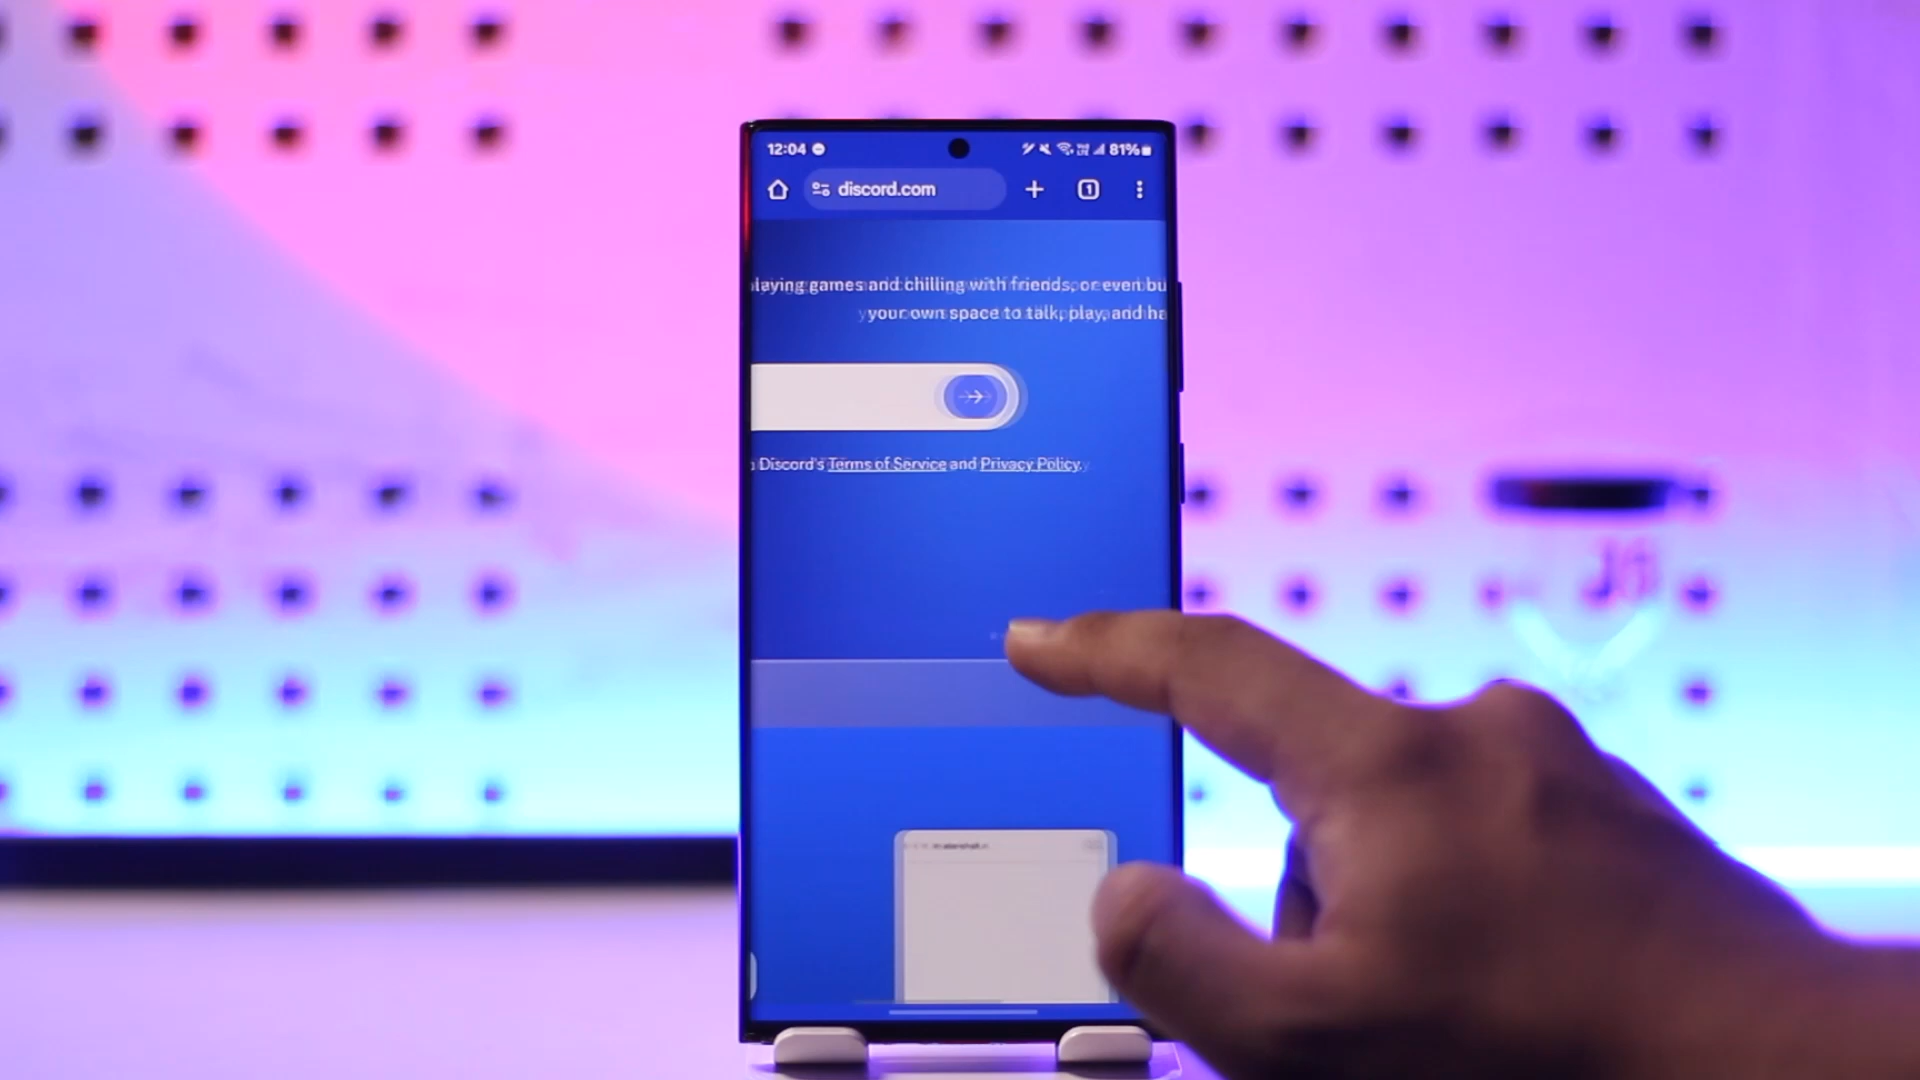 12:04 81%
discord.com 1
laying games and chilling with friends, or even bu
your own space to talk, play, and ha
Discord's Terms of Service and Privacy Policy.